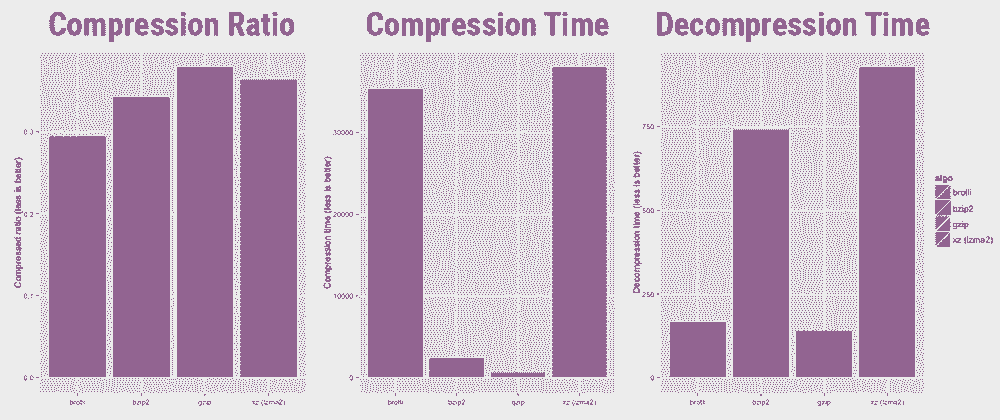 Compression Ratio
Compression Time
Decompression Time
Compressed ratio (less is better)
0.3
0.2
0.1
0.0
brotli
bzip2
gzip
xz (lzma2)
Compression time (less is better)
30000
20000
10000
0
brotli
bzip2
gzip
xz (lzma2)
Decompression time (less is better)
750
500
250
0
brotli
bzip2
gzip
xz (lzma2)
algo
brotli
bzip2
gzip
xz (lzma2)